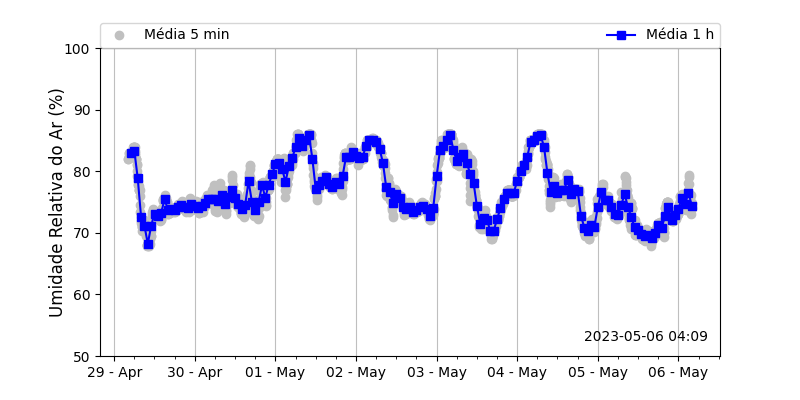 Média 5 min
Média 1 h
Umidade Relativa do Ar (%)
100
90
80
70
60
50
2023-05-06 04:09
29 - Apr
30 - Apr
01 - May
02 - May
03 - May
04 - May
05 - May
06 - May